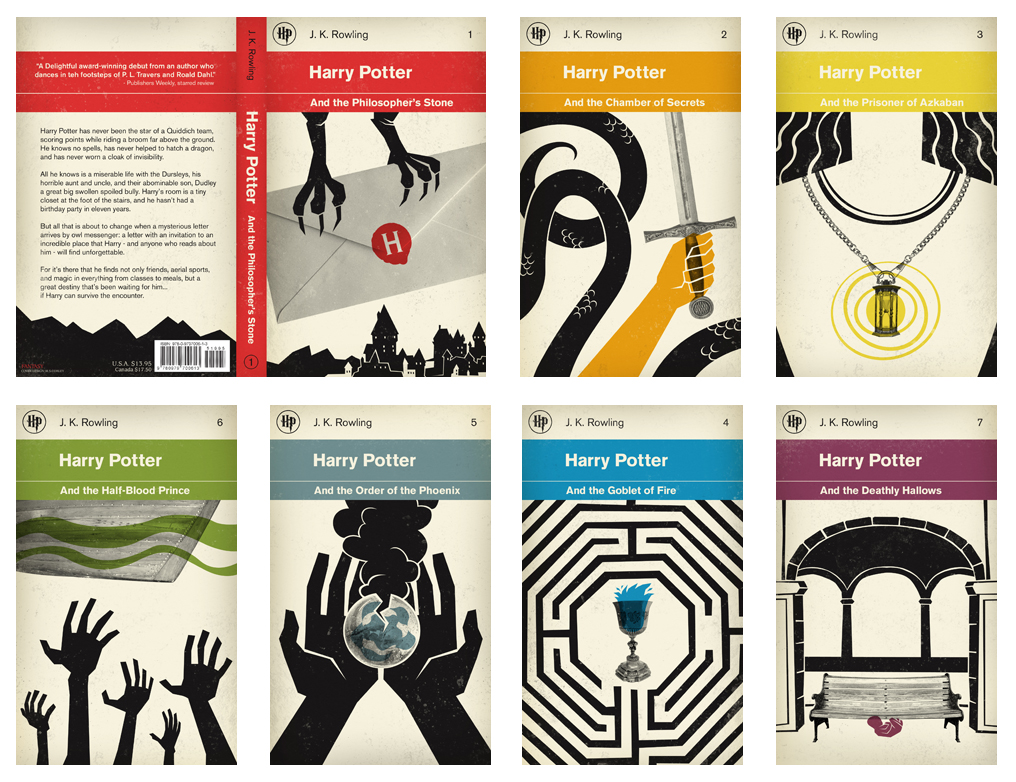 "A Delightful award-winning debut from an author who
dances in teh footsteps of P. L. Travers and Roald Dahl."
- Publishers Weekly, starred review
Harry Potter has never been the star of a Quiddich team,
scoring points while riding a broom far above the ground.
He knows no spells, has never helped to hatch a dragon,
and has never worn a cloak of invisibility.
All he knows is a miserable life with the Dursleys, his
horrible aunt and uncle, and their abominable son, Dudley
a great big swollen spoiled bully. Harry's room is a tiny
closet at the foot of the stairs, and he hasn't had a
birthday party in eleven years.
But all that is about to change when a mysterious letter
arrives by owl messenger: a letter with an invitation to an
incredible place that Harry - and anyone who reads about
him - will find unforgettable.
For it's there that he finds not only friends, aerial sports,
and magic in everything from classes to meals, but a
great destiny that's been waiting for him...
if Harry can survive the encounter.
U.S.A. $13.95
Canada $17.50
J. K. Rowling
Harry Potter
And the Philosopher's Stone
1
HP
J. K. Rowling
1
Harry Potter
And the Philosopher's Stone
H
HP
J. K. Rowling
2
Harry Potter
And the Chamber of Secrets
HP
J. K. Rowling
3
Harry Potter
And the Prisoner of Azkaban
HP
J. K. Rowling
6
Harry Potter
And the Half-Blood Prince
HP
J. K. Rowling
5
Harry Potter
And the Order of the Phoenix
HP
J. K. Rowling
4
Harry Potter
And the Goblet of Fire
HP
J. K. Rowling
7
Harry Potter
And the Deathly Hallows